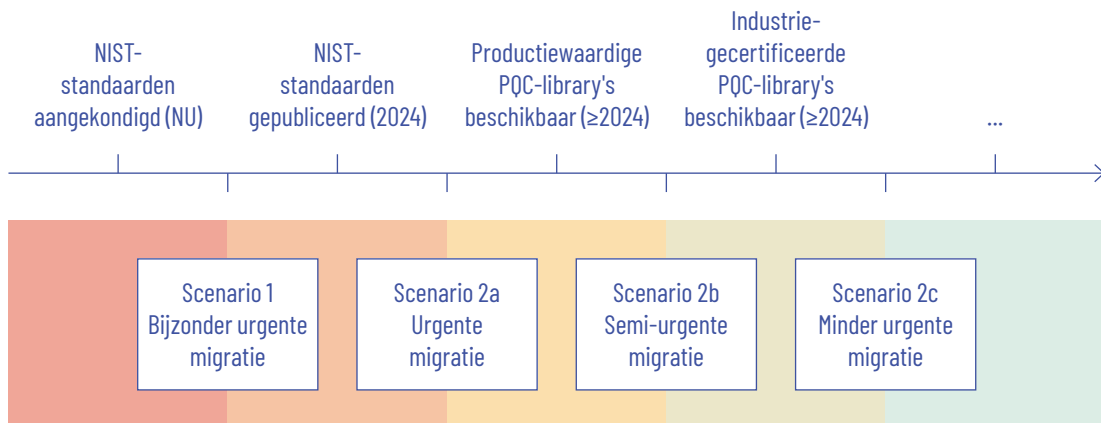 NIST-
standaarden
aangekondigd (NU)
NIST-
standaarden
gepubliceerd (2024)
Productiewaardige
PQC-library's
beschikbaar (≥2024)
Industrie-
gecertificeerde
PQC-library's
beschikbaar (≥2024)
...
Scenario 1
Bijzonder urgente
migratie
Scenario 2a
Urgente
migratie
Scenario 2b
Semi-urgente
migratie
Scenario 2c
Minder urgente
migratie